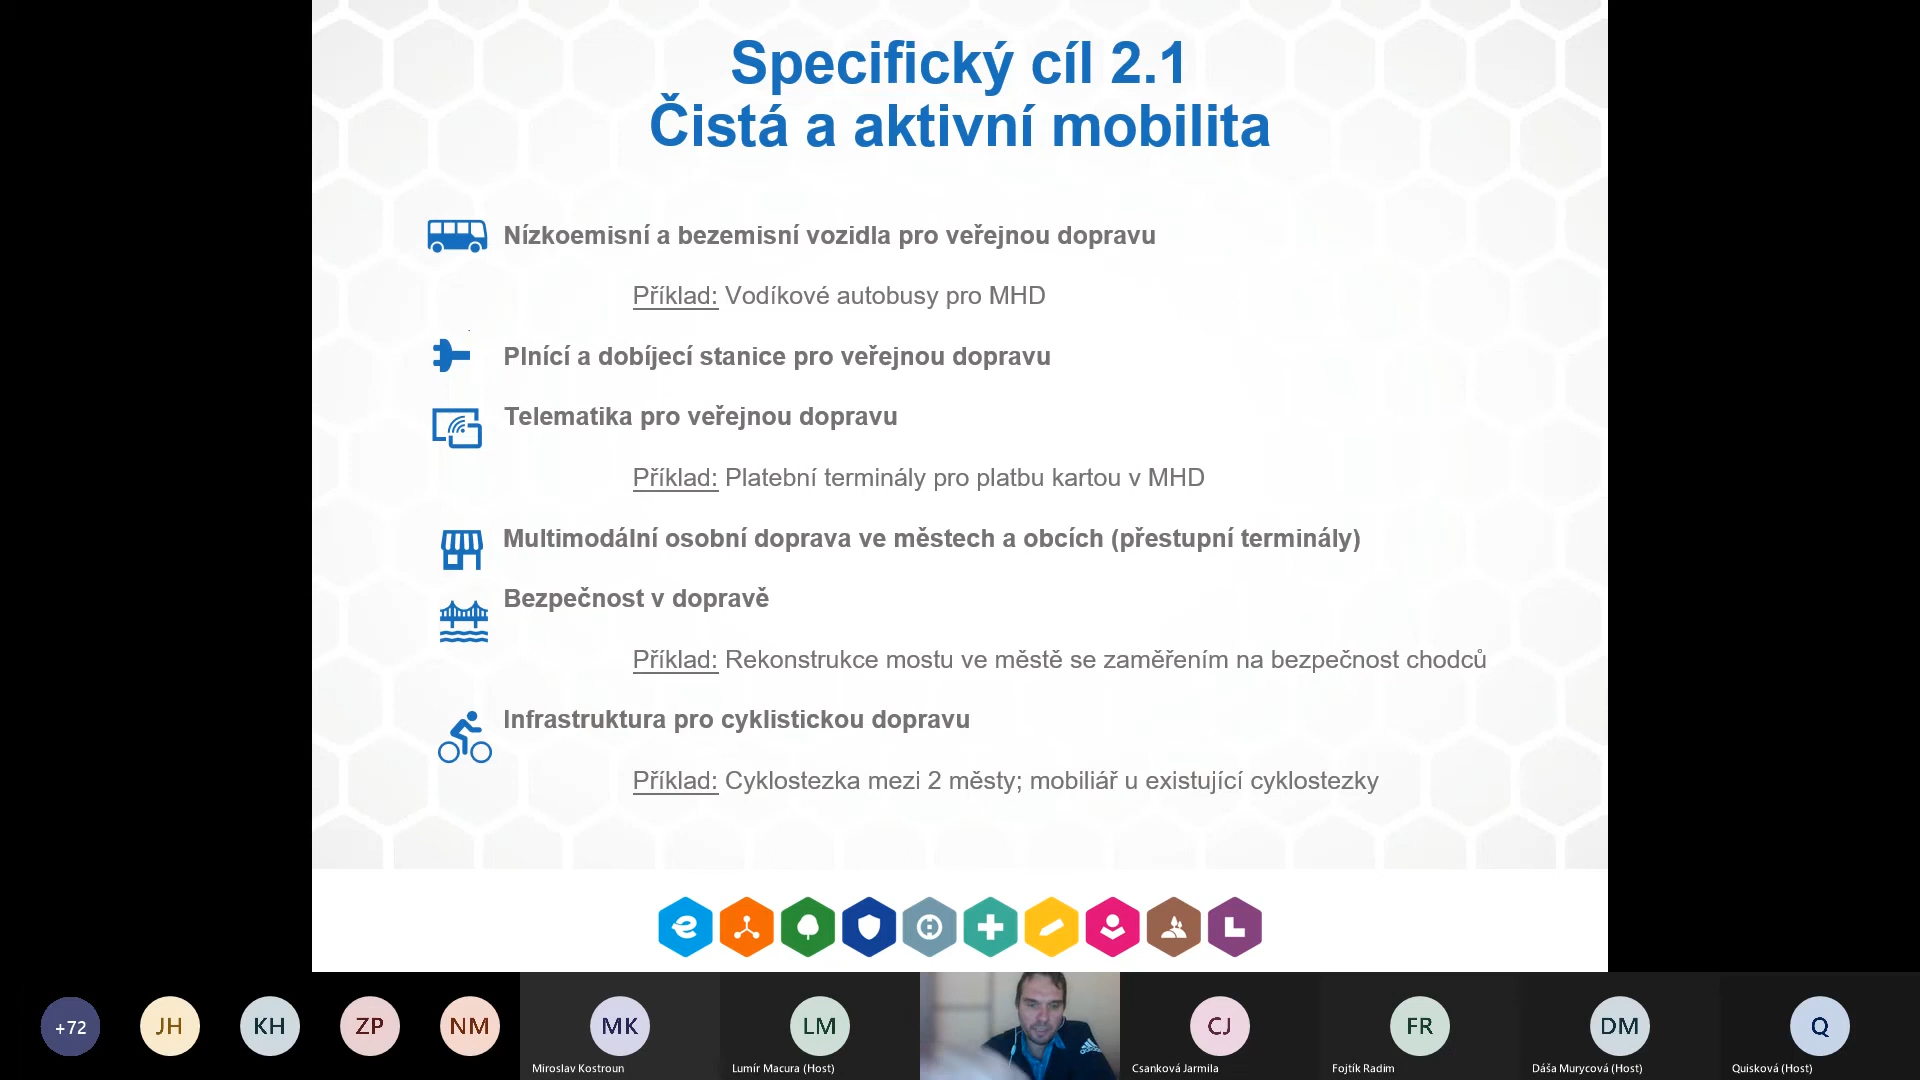 Specifický cíl 2.1
Čistá a aktivní mobilita
Nízkoemisní a bezemisní vozidla pro veřejnou dopravu
Příklad: Vodíkové autobusy pro MHD
Plnící a dobíjecí stanice pro veřejnou dopravu
Telematika pro veřejnou dopravu
Příklad: Platební terminály pro platbu kartou v MHD
Multimodální osobní doprava ve městech a obcích (přestupní terminály)
Bezpečnost v dopravě
Příklad: Rekonstrukce mostu ve městě se zaměřením na bezpečnost chodců
Infrastruktura pro cyklistickou dopravu
Příklad: Cyklostezka mezi 2 městy; mobiliář u existující cyklostezky
+72
JH
KH
ZP
NM
MK
Miroslav Kostroun
LM
Lumír Macura (Host)
adidas
CJ
Csanková Jarmila
FR
Fojtík Radim
DM
Dáša Murycová (Host)
Q
Quisková (Host)